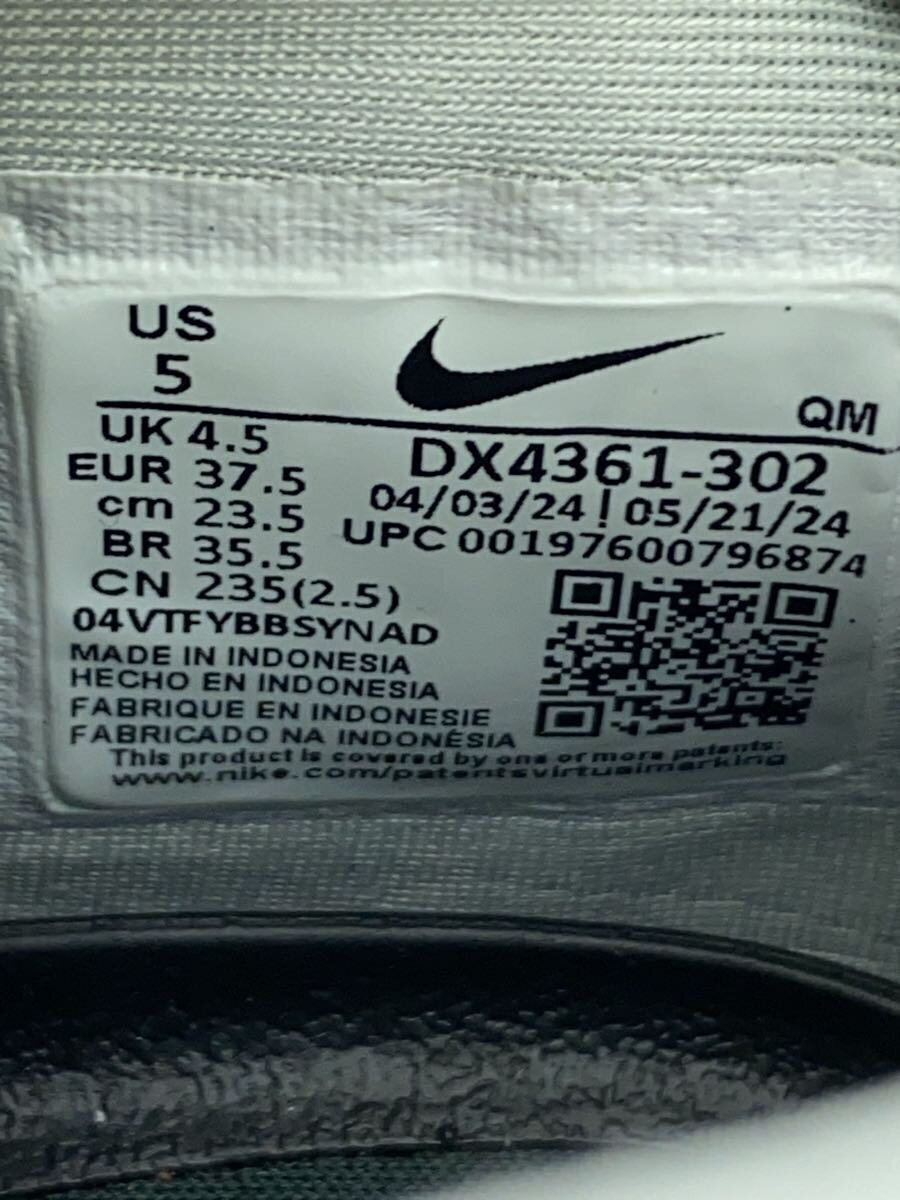 US
5
QM
UK 4.5
EUR 37.5
cm 23.5
BR 35.5
CN 235(2.5)
DX4361-302
04/03/24 ! 05/21/24
UPC 00197600796874
04VTFYBBSYNAD
MADE IN INDONESIA
HECHO EN INDONESIA
FABRIQUE EN INDONESIE
FABRICADO NA INDONÉSIA
This product is covered by one or more patents:
www.nike.com/patentsvirtualmarking